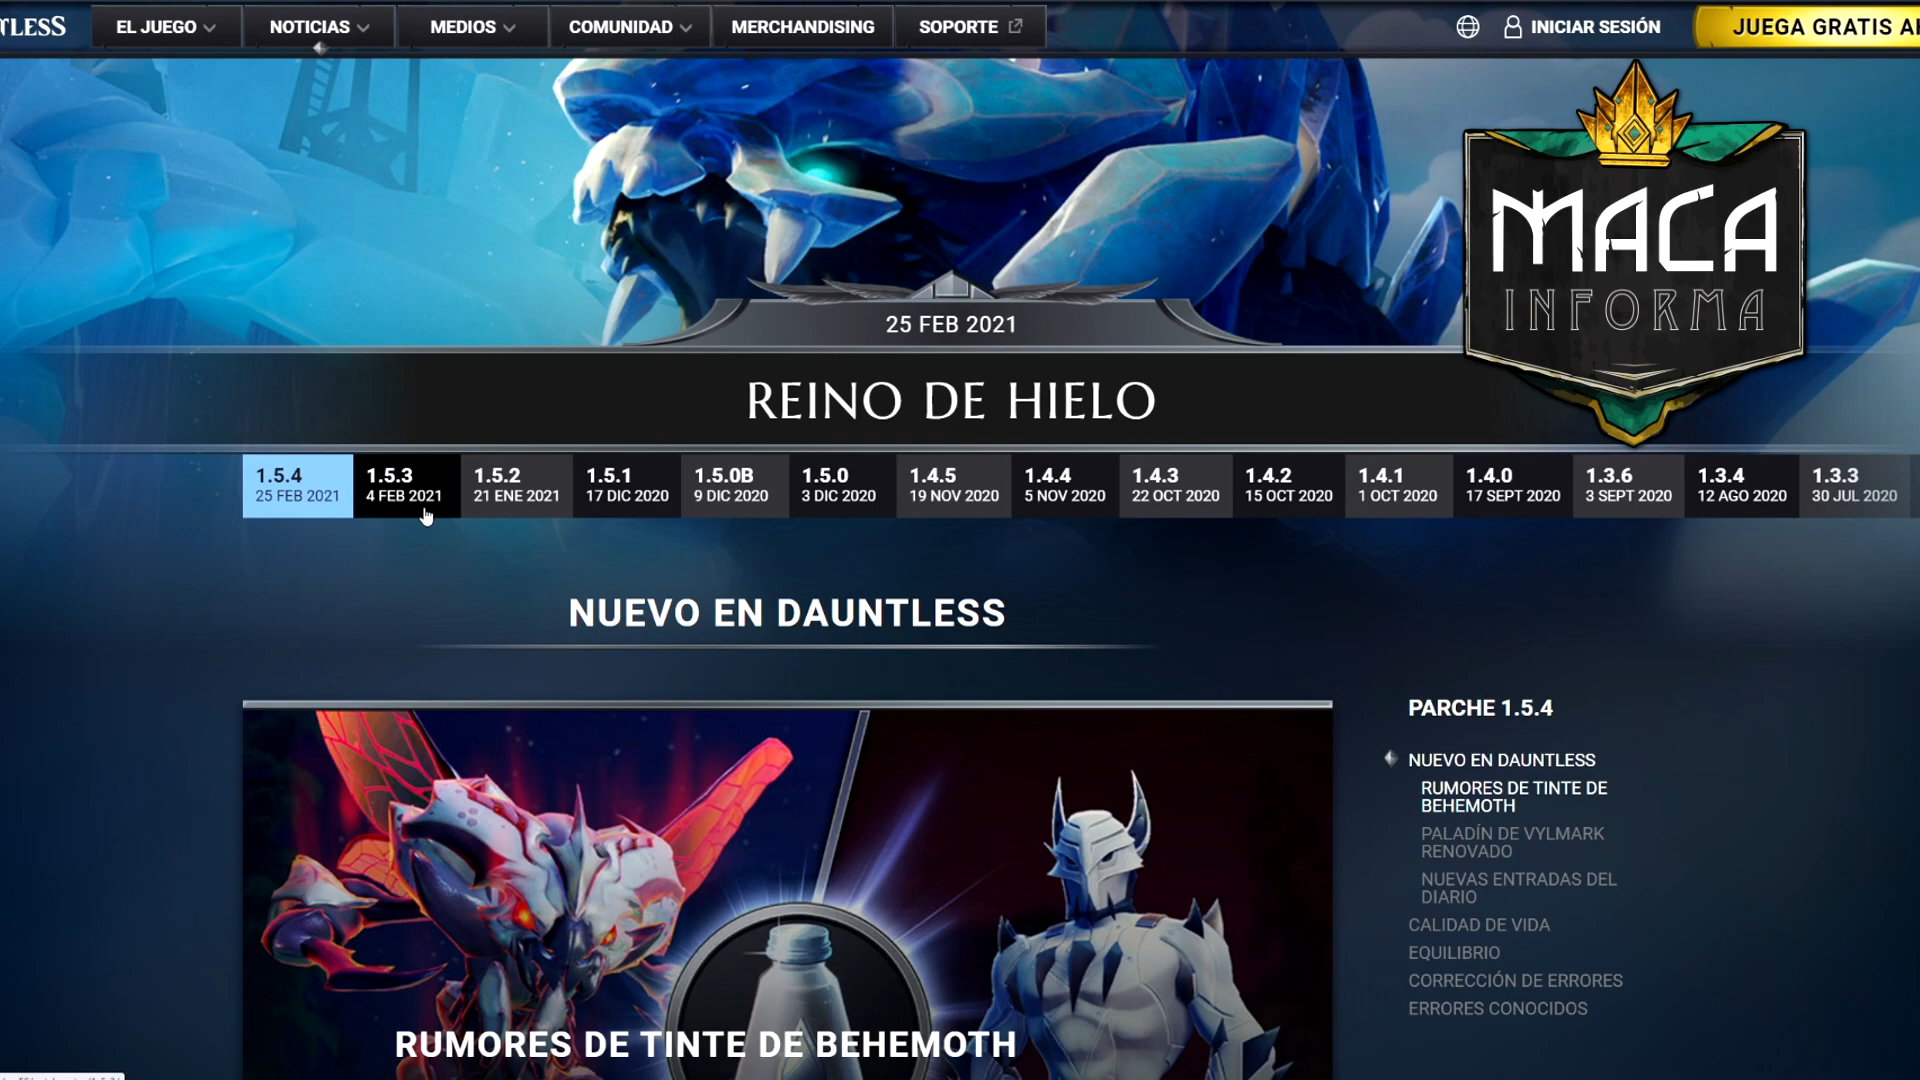 EL JUEGO
NOTICIAS
MEDIOS
COMUNIDAD
MERCHANDISING
SOPORTE
INICIAR SESIÓN
JUEGA GRATIS
MACA
INFORMA
25 FEB 2021
REINO DE HIELO
1.5.4
25 FEB 2021
1.5.3
4 FEB 2021
1.5.2
21 ENE 2021
1.5.1
17 DIC 2020
1.5.0B
9 DIC 2020
1.5.0
3 DIC 2020
1.4.5
19 NOV 2020
1.4.4
5 NOV 2020
1.4.3
22 OCT 2020
1.4.2
15 OCT 2020
1.4.1
1 OCT 2020
1.4.0
17 SEPT 2020
1.3.6
3 SEPT 2020
1.3.4
12 AGO 2020
1.3.3
30 JUL 2020
NUEVO EN DAUNTLESS
RUMORES DE TINTE DE BEHEMOTH
PARCHE 1.5.4
NUEVO EN DAUNTLESS
RUMORES DE TINTE DE
BEHEMOTH
PALADÍN DE VYLMARK
RENOVADO
NUEVAS ENTRADAS DEL
DIARIO
CALIDAD DE VIDA
EQUILIBRIO
CORRECCIÓN DE ERRORES
ERRORES CONOCIDOS